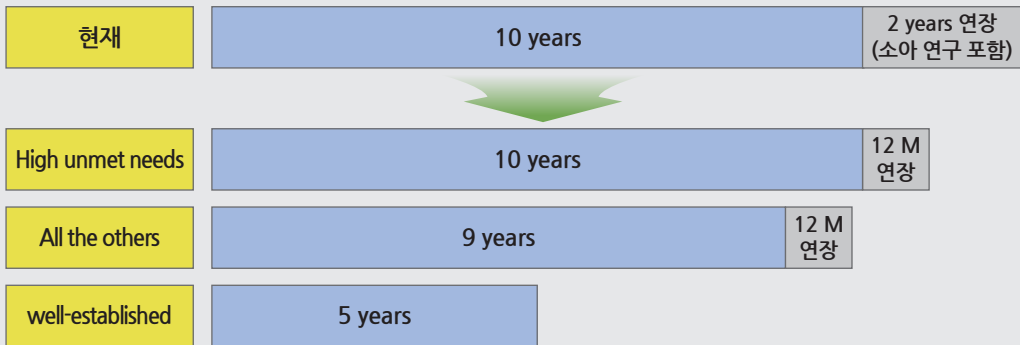 현재
10 years
2 years 연장
(소아 연구 포함)
High unmet needs
10 years
12 M
연장
All the others
9 years
12 M
연장
well-established
5 years